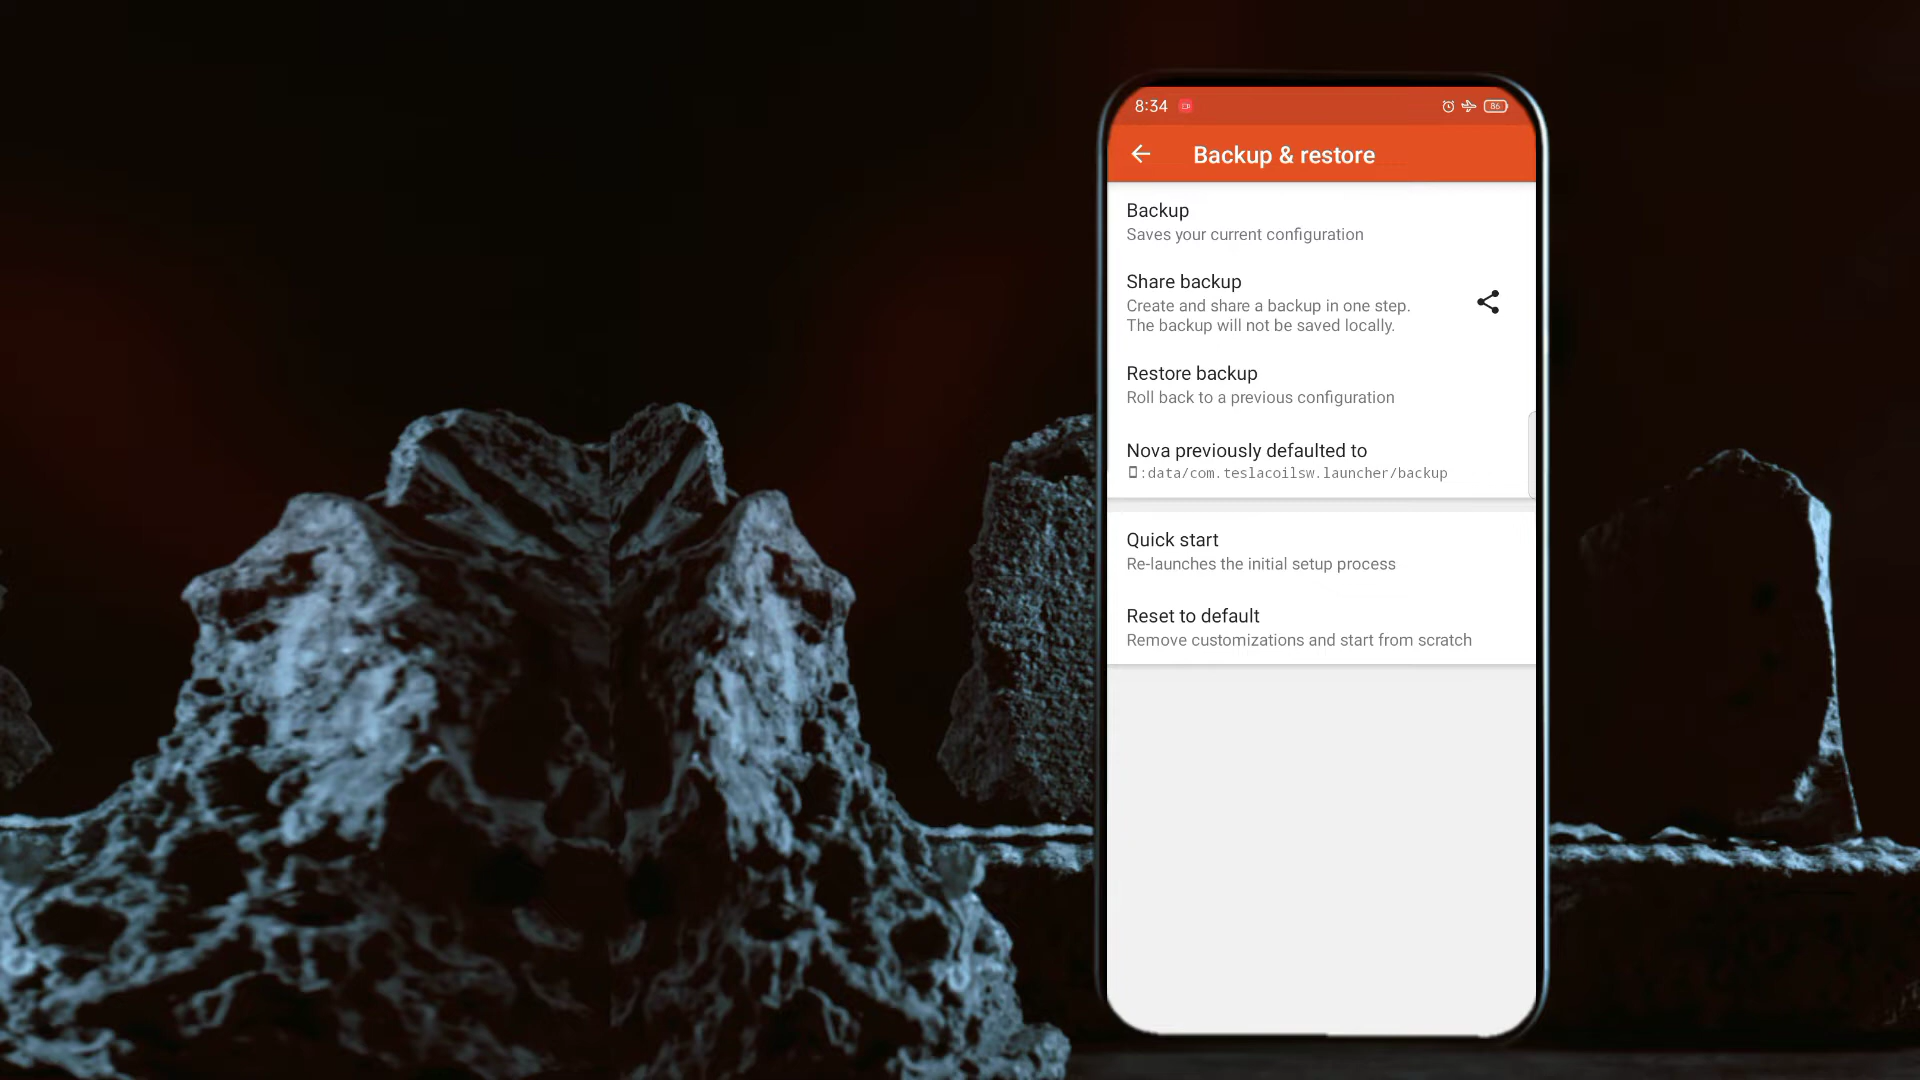 8:34
86
Backup & restore
Backup
Saves your current configuration
Share backup
Create and share a backup in one step.
The backup will not be saved locally.
Restore backup
Roll back to a previous configuration
Nova previously defaulted to
:data/com.teslacoilsw.launcher/backup
Quick start
Re-launches the initial setup process
Reset to default
Remove customizations and start from scratch